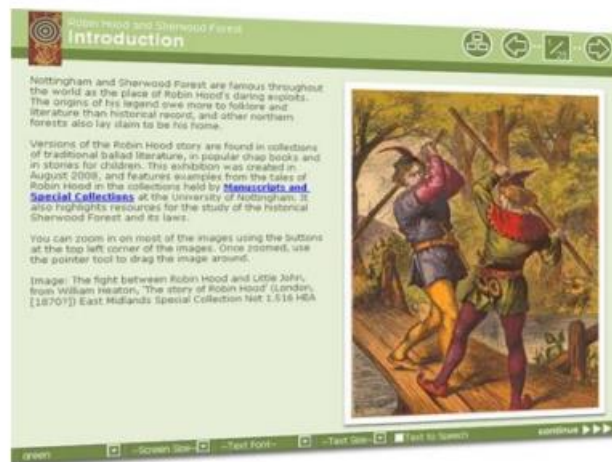 Robin Hood and Sherwood Forest
Introduction
Nottingham and Sherwood Forest are famous throughout
the world as the place of Robin Hood's daring exploits.
The origins of his legend owe more to folklore and
literature than historical record, and other northern
forests also lay claim to be his home.
Versions of the Robin Hood story are found in collections
of traditional ballad literature, in popular chap books and
in stories for children. This exhibition was created in
August 2008, and features examples from the tales of
Robin Hood in the collections held by Manuscripts and
Special Collections at the University of Nottingham. It
also highlights resources for the study of the historical
Sherwood Forest and its laws.
You can zoom in on most of the images using the buttons
at the top left corner of the images. Once zoomed, use
the pointer tool to drag the image around.
Image: The fight between Robin Hood and Little John,
from William Heaton, 'The story of Robin Hood' (London,
[1870?]) East Midlands Special Collection Not 1.S16 HEA
green --Screen Size-- --Text Font-- --Text Size-- Text to Speech continue